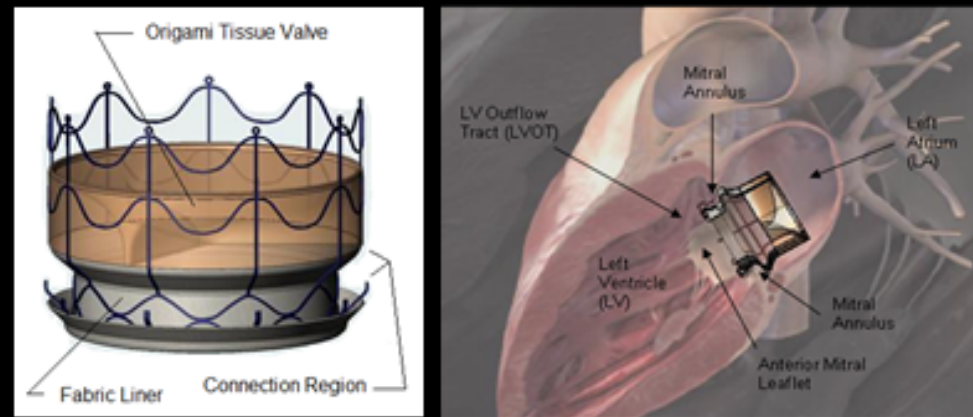 Origami Tissue Valve
Fabric Liner
Connection Region
Mitral
Annulus
LV Outflow
Tract (LVOT)
Left
Atrium
(LA)
Left
Ventricle
(LV)
Mitral
Annulus
Anterior Mitral
Leaflet